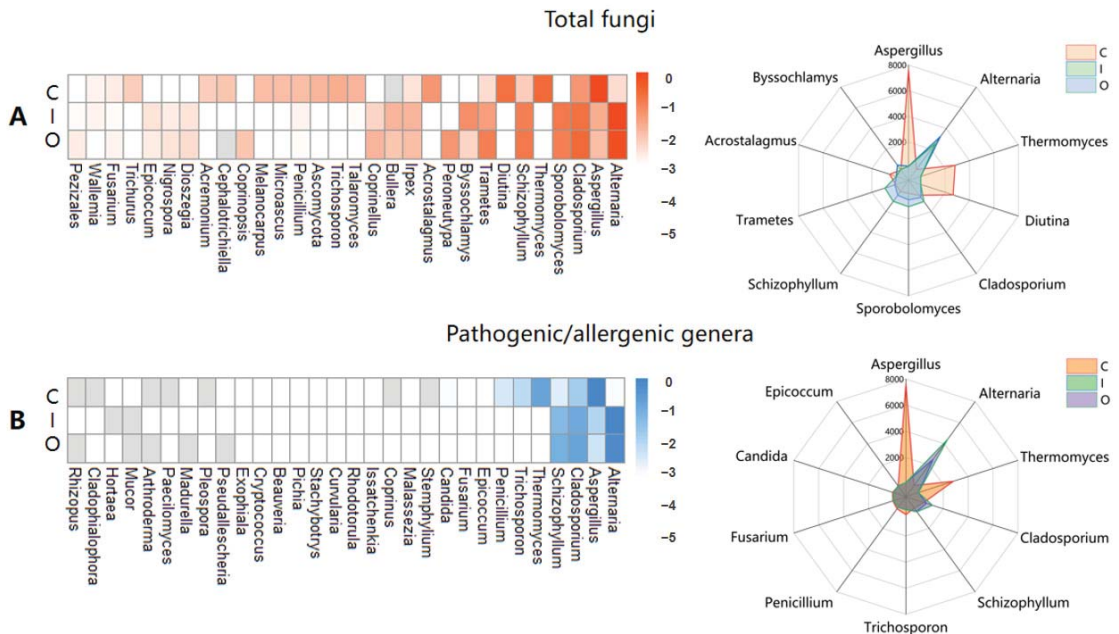 Total fungi
A
C
I
O
Pezizales
Wallemia
Fusarium
Trichurus
Epicoccum
Nigrospora
Dioszegia
Acremonium
Cephalotrichiella
Coprinopsis
Melanocarpus
Microascus
Penicillium
Ascomycota
Trichosporon
Talaromyces
Coprinellus
Bullera
Irpex
Acrostalagmus
Peroneutypa
Byssochlamys
Trametes
Diutina
Schizophyllum
Thermomyces
Sporobolomyces
Cladosporium
Aspergillus
Alternaria
0
−1
−2
−3
−4
−5
Aspergillus
Alternaria
Thermomyces
Diutina
Cladosporium
Sporobolomyces
Schizophyllum
Trametes
Acrostalagmus
Byssochlamys
8000
6000
4000
2000
C
I
O
Pathogenic/allergenic genera
B
C
I
O
Rhizopus
Cladophialophora
Hortaea
Mucor
Arthroderma
Paecilomyces
Madurella
Pleospora
Pseudallescheria
Exophiala
Cryptococcus
Beauveria
Pichia
Stachybotrys
Curvularia
Rhodotorula
Issatchenkia
Coprinus
Malassezia
Stemphylium
Candida
Fusarium
Epicoccum
Penicillium
Trichosporon
Thermomyces
Schizophyllum
Cladosporium
Aspergillus
Alternaria
0
−1
−2
−3
−4
−5
Aspergillus
Alternaria
Thermomyces
Cladosporium
Schizophyllum
Trichosporon
Penicillium
Fusarium
Candida
Epicoccum
8000
6000
4000
2000
C
I
O